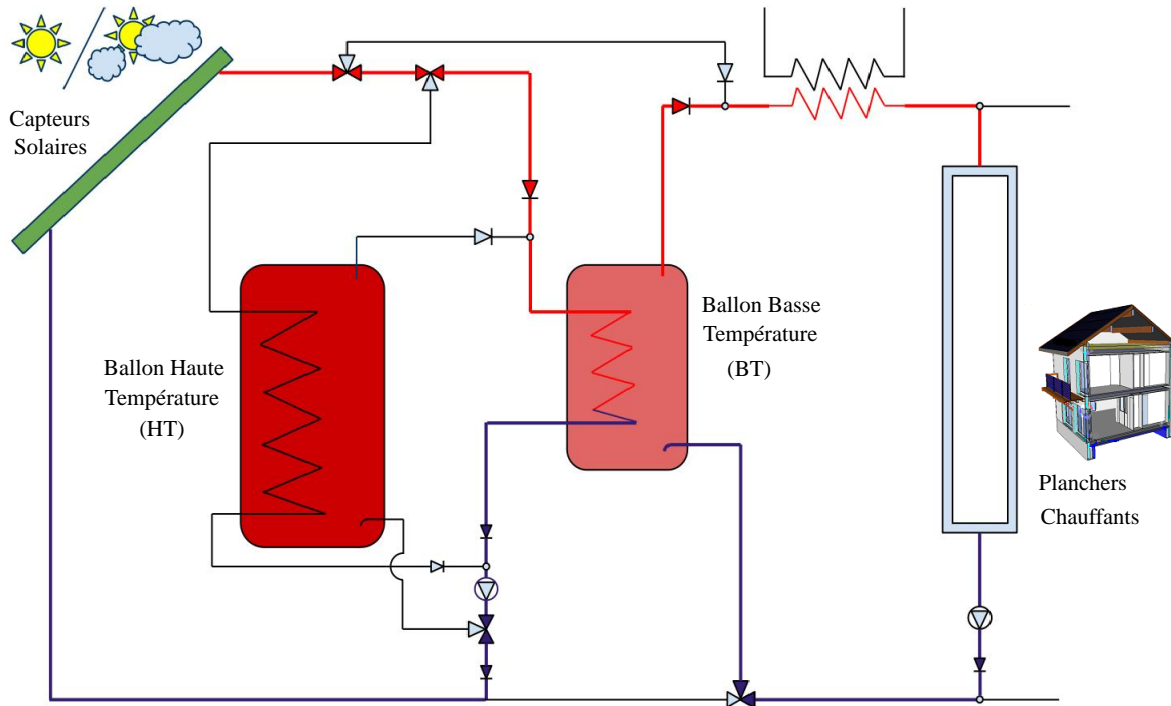 Capteurs
Solaires
Ballon Haute
Température
(HT)
Ballon Basse
Température
(BT)
Planchers
Chauffants